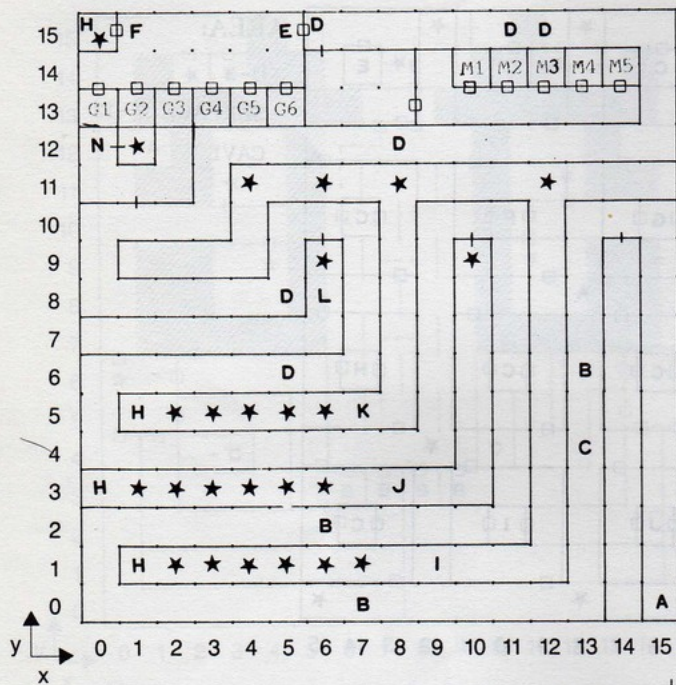 15 H F E D D D
14 M1 M2 M3 M4 M5
13 G1 G2 G3 G4 G5 G6
12 N D
11
10
9
8 D L
7
6 D B
5 H K
4 C
3 H J
2 B
1 H I
0 B A
y
0 1 2 3 4 5 6 7 8 9 10 11 12 13 14 15
x